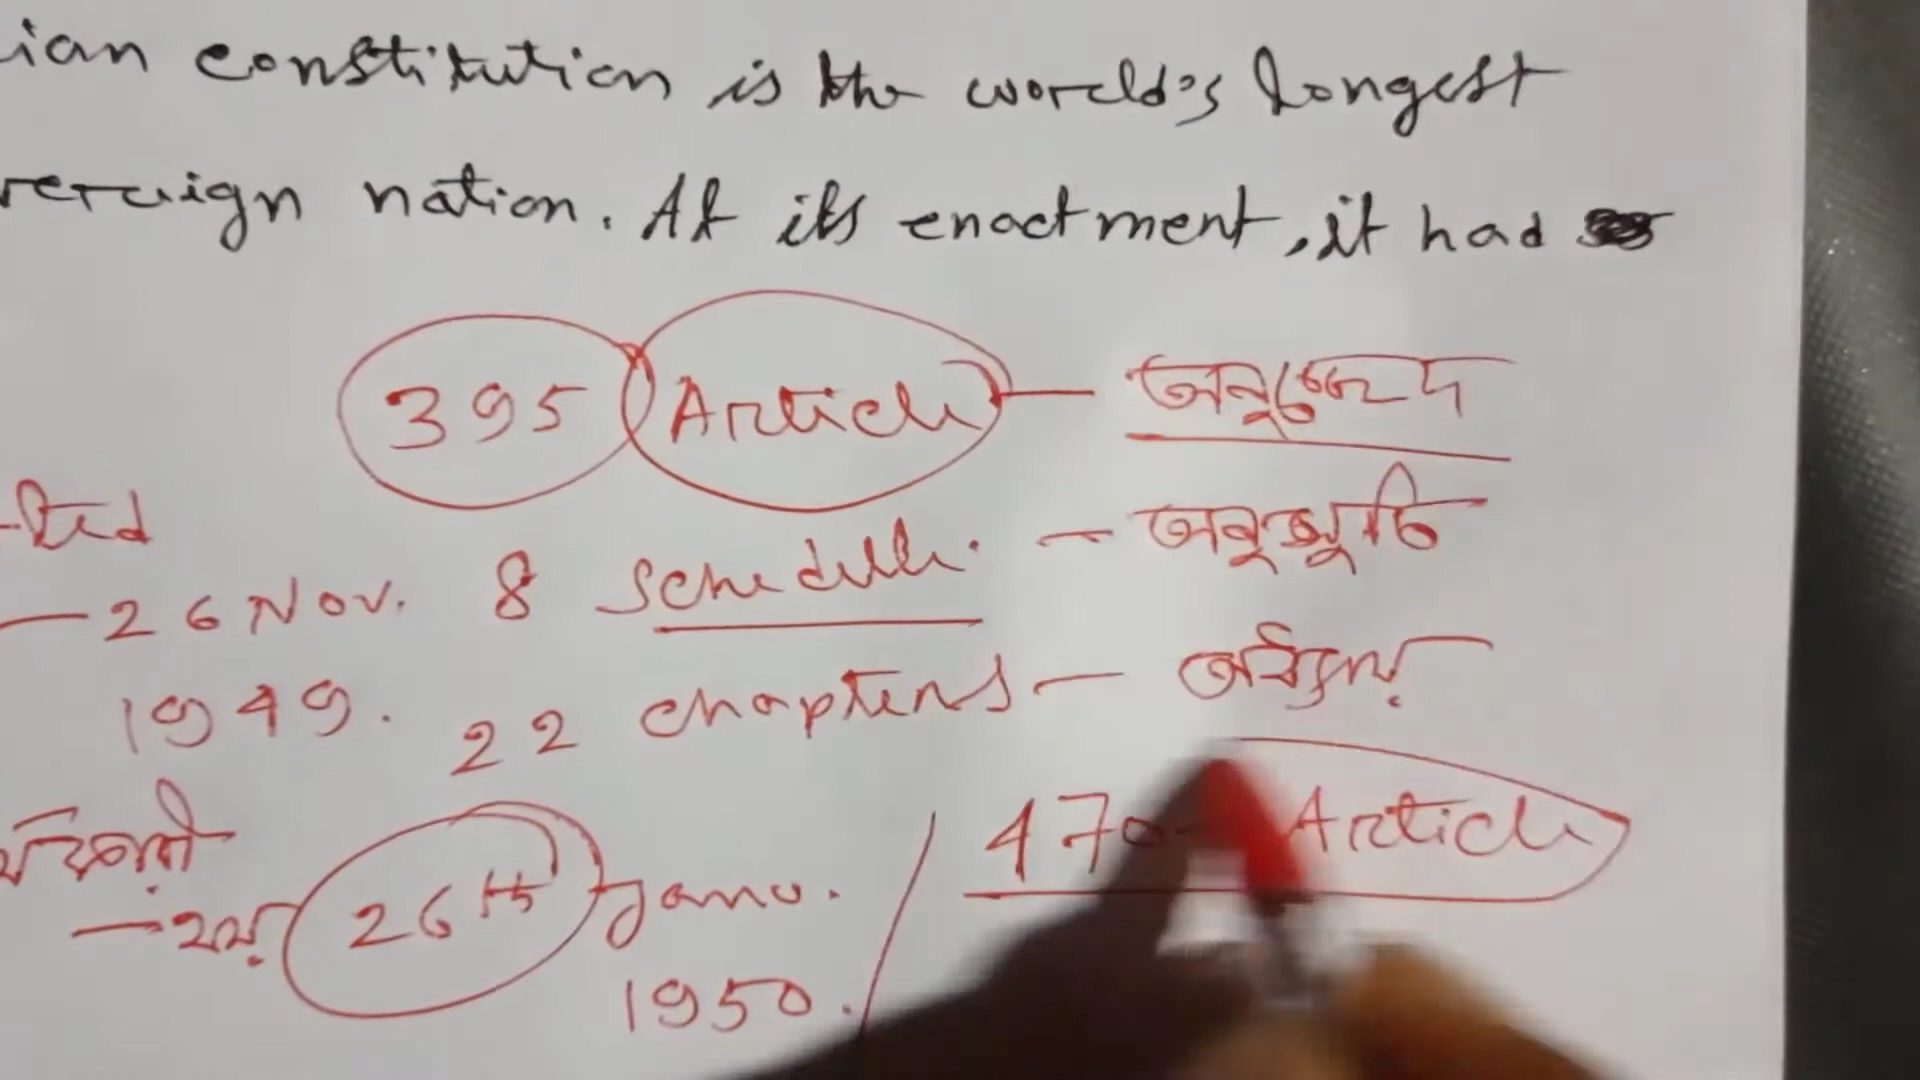 ian constitution is the world's longest
vereign nation. At its enactment, it had
395 Article — অনুচ্ছেদ
8 schedule. — অনুসূচি
— 26 Nov.
1949.
22 chapters — অধ্যায়
470 Article
— হয় 26th Janu.
1950.